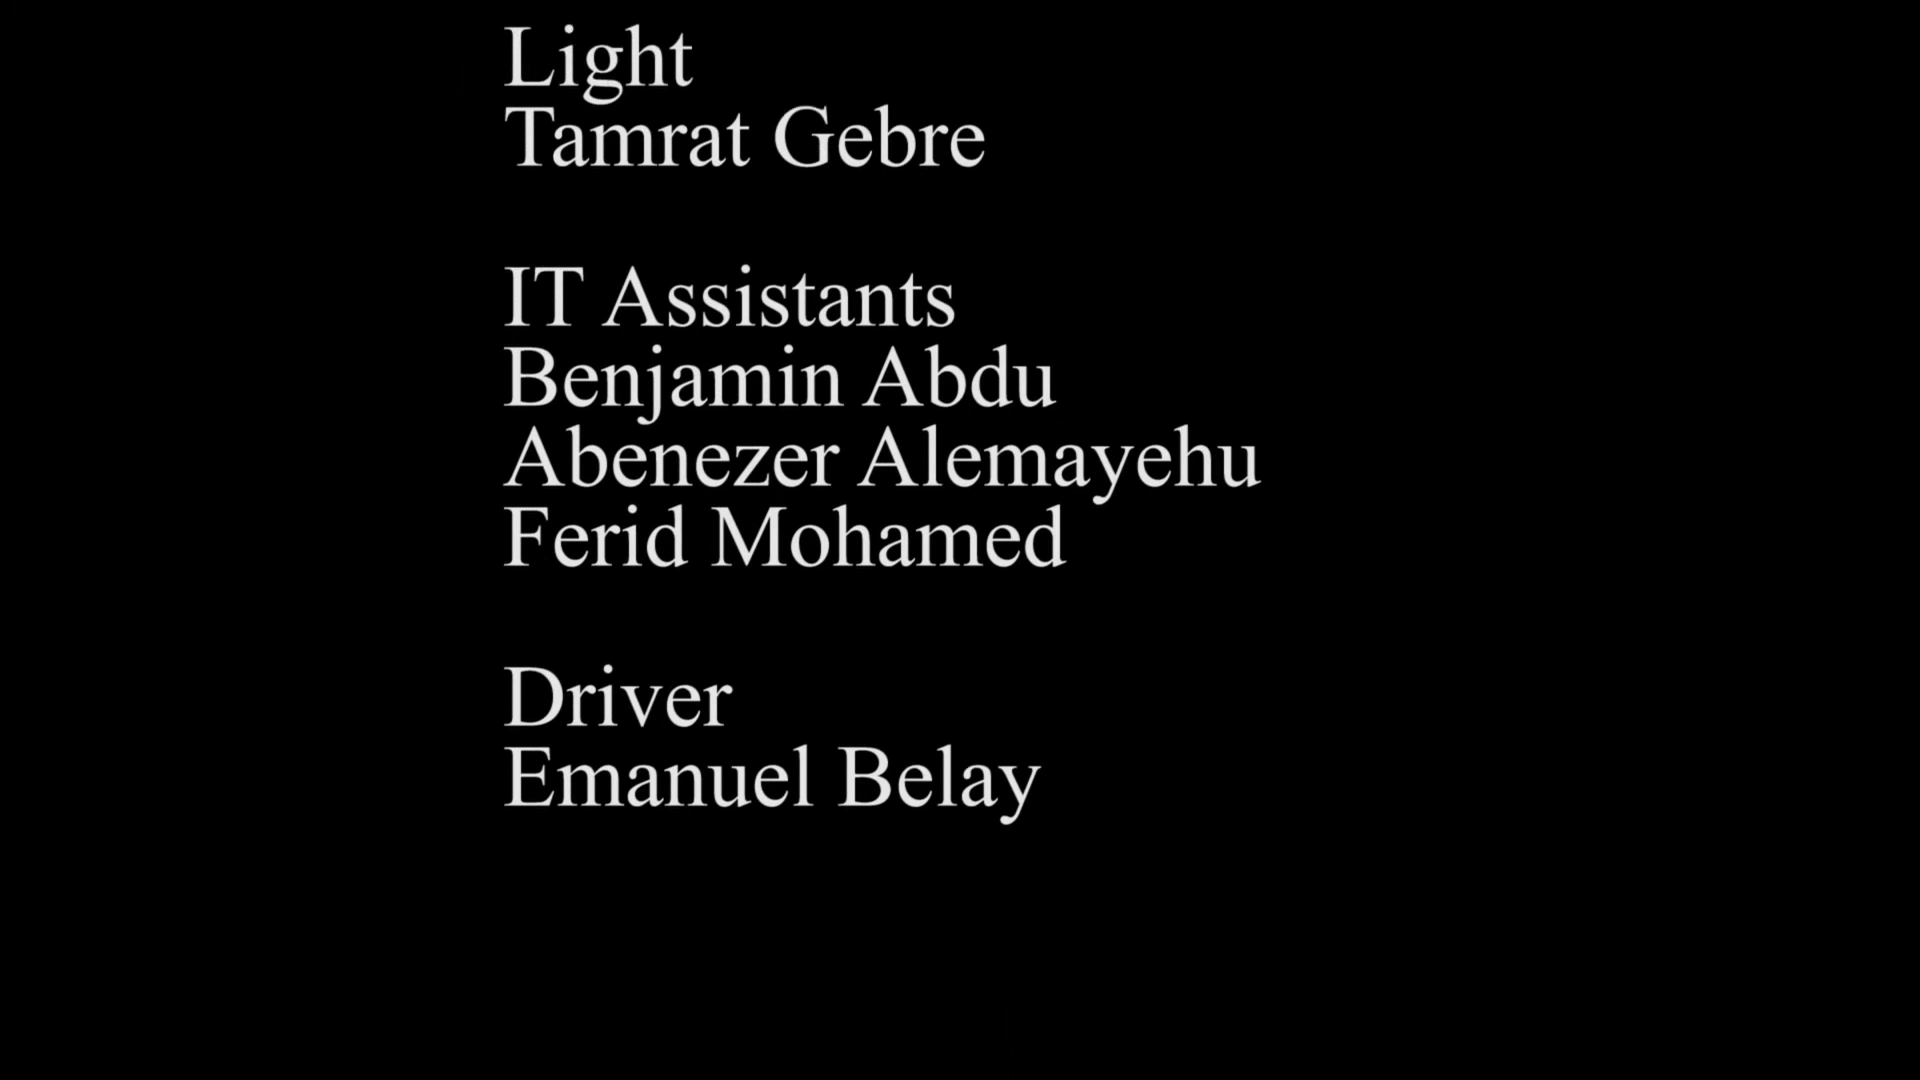 Light
Tamrat Gebre
IT Assistants
Benjamin Abdu
Abenezer Alemayehu
Ferid Mohamed
Driver
Emanuel Belay